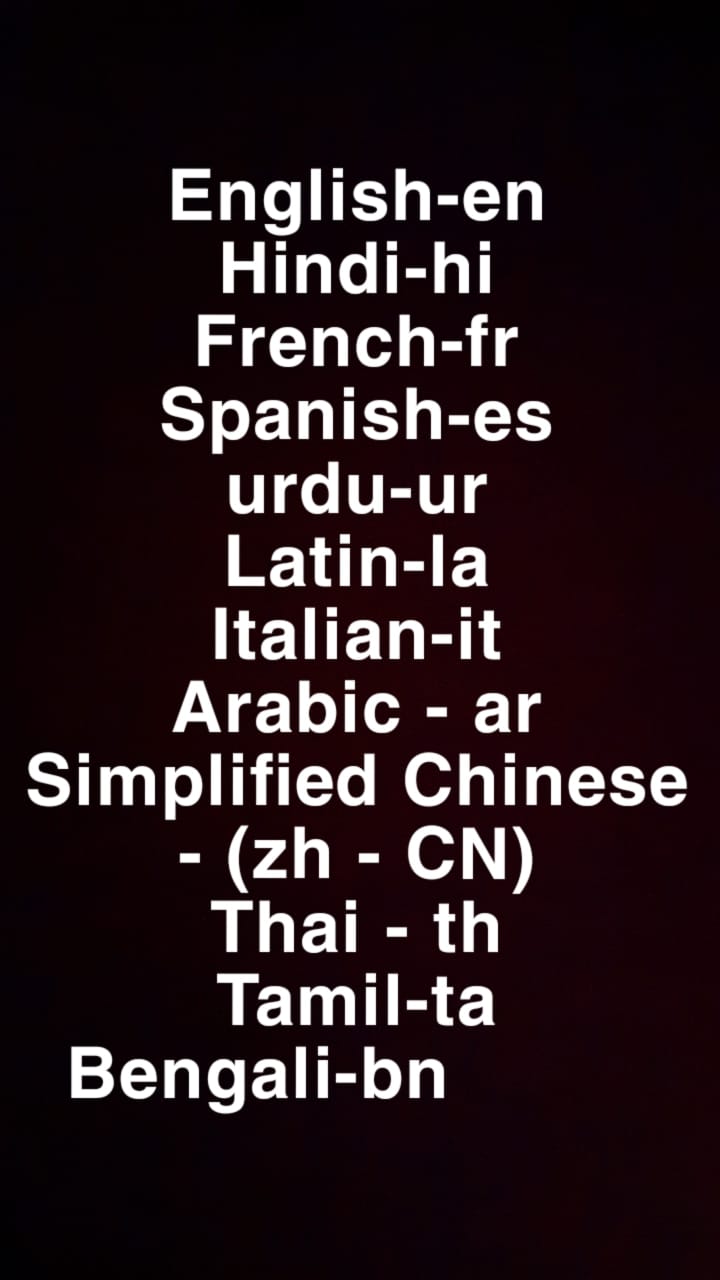 English-en
Hindi-hi
French-fr
Spanish-es
urdu-ur
Latin-la
Italian-it
Arabic - ar
Simplified Chinese
- (zh - CN)
Thai - th
Tamil-ta
Bengali-bn